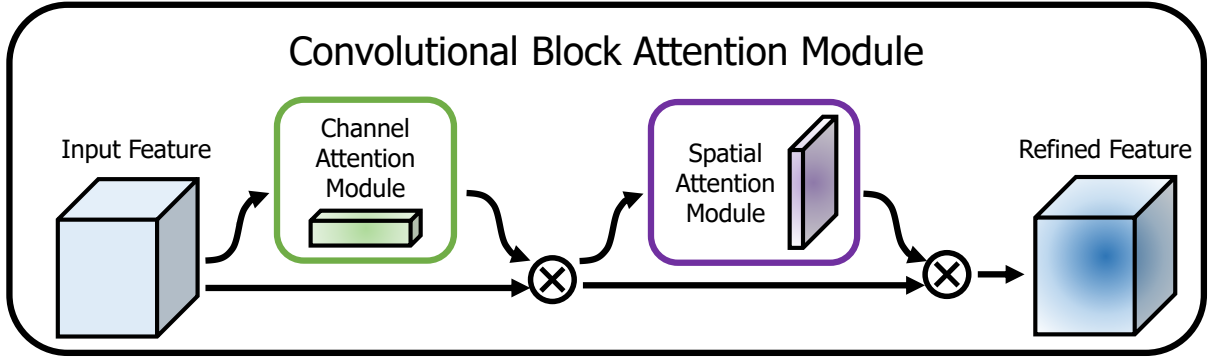 Convolutional Block Attention Module
Input Feature
Channel
Attention
Module
Spatial
Attention
Module
Refined Feature